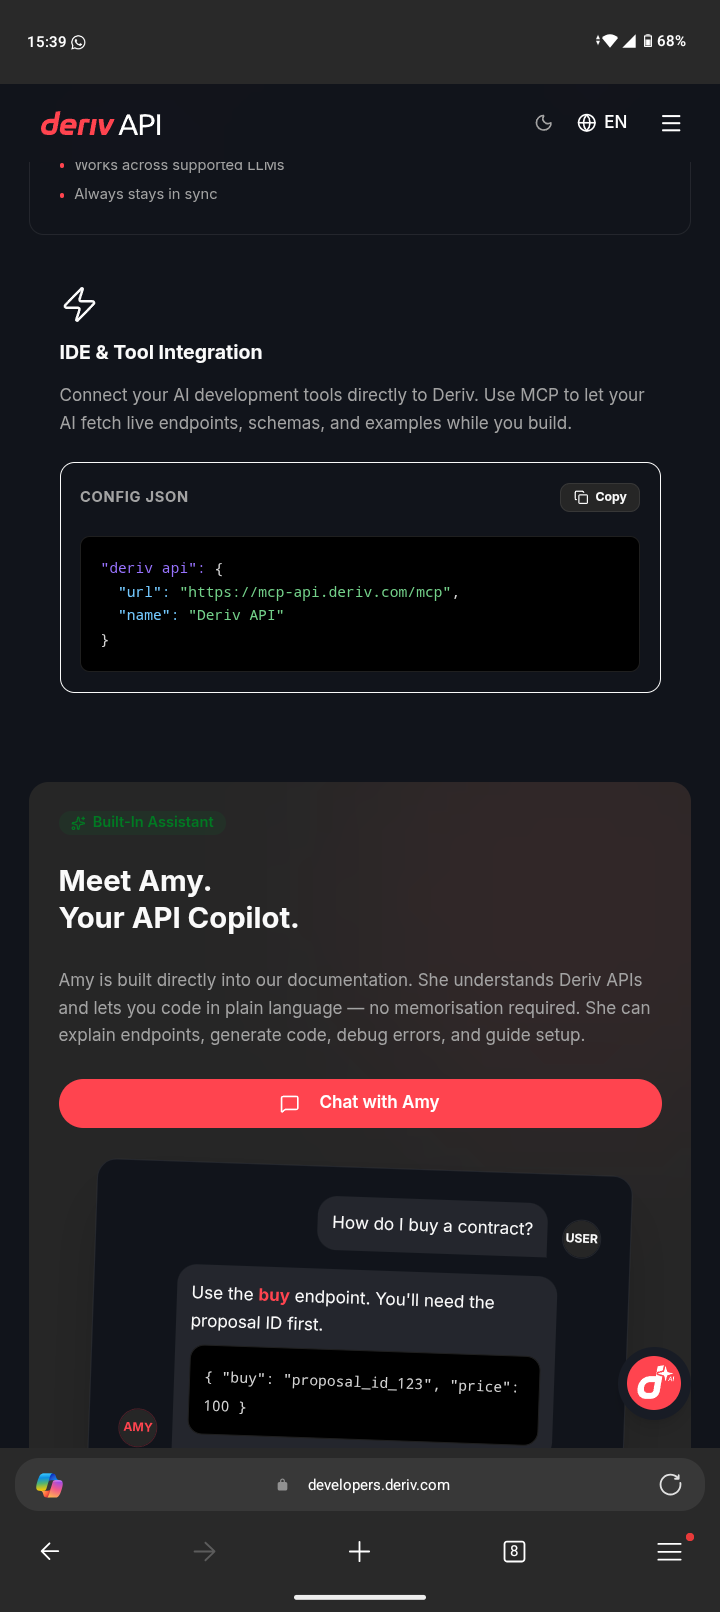 15:39
68%
deriv API
EN
Works across supported LLMs
Always stays in sync
IDE & Tool Integration
Connect your AI development tools directly to Deriv. Use MCP to let your
AI fetch live endpoints, schemas, and examples while you build.
CONFIG JSON
Copy
"deriv api": {
"url": "https://mcp-api.deriv.com/mcp",
"name": "Deriv API"
}
Built-In Assistant
Meet Amy.
Your API Copilot.
Amy is built directly into our documentation. She understands Deriv APIs
and lets you code in plain language — no memorisation required. She can
explain endpoints, generate code, debug errors, and guide setup.
Chat with Amy
How do I buy a contract?
USER
Use the buy endpoint. You'll need the
proposal ID first.
{ "buy": "proposal_id_123", "price":
100 }
AMY
d AI
developers.deriv.com
8